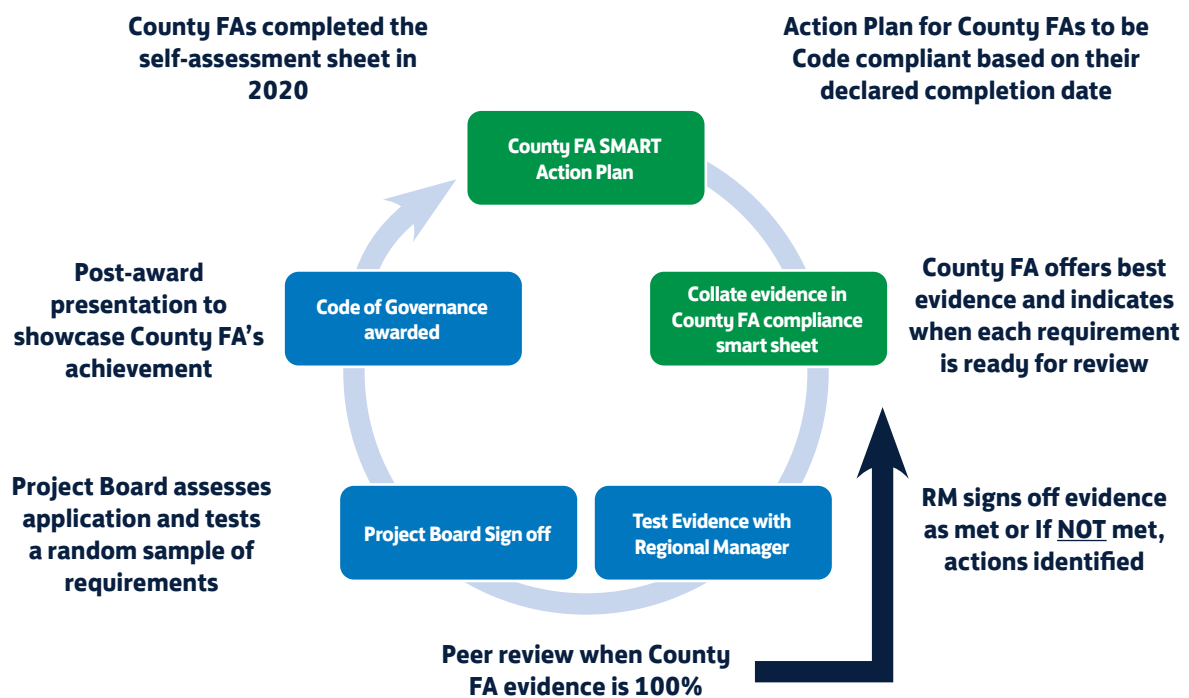 County FAs completed the
self-assessment sheet in
2020
Action Plan for County FAs to be
Code compliant based on their
declared completion date
County FA SMART
Action Plan
Post-award
presentation to
showcase County FA's
achievement
Code of Governance
awarded
Collate evidence in
County FA compliance
smart sheet
County FA offers best
evidence and indicates
when each requirement
is ready for review
Project Board assesses
application and tests
a random sample of
requirements
Project Board Sign off
Test Evidence with
Regional Manager
RM signs off evidence
as met or If NOT met,
actions identified
Peer review when County
FA evidence is 100%